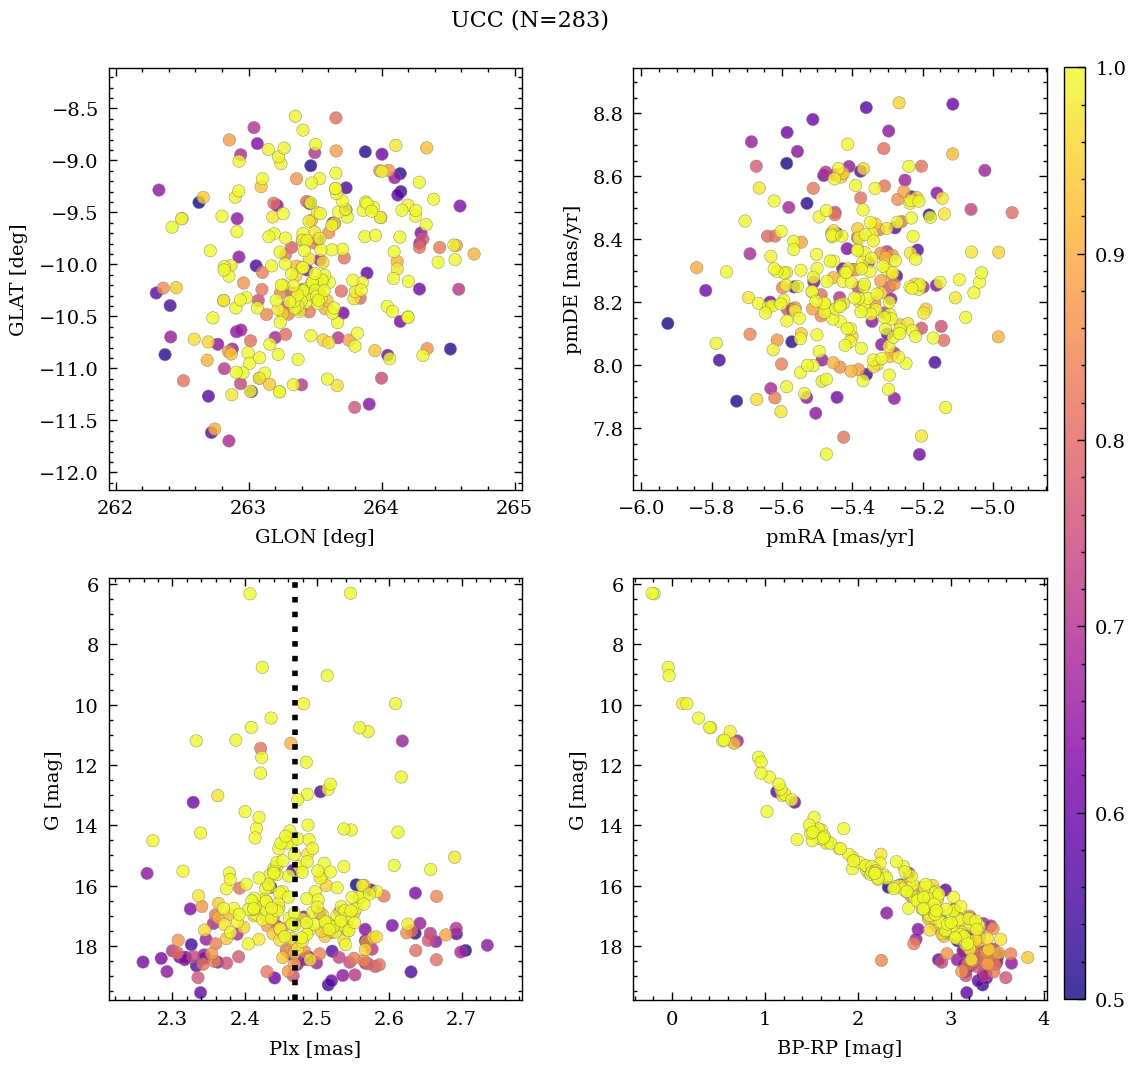 UCC (N=283)
−8.5
−9.0
−9.5
−10.0
−10.5
−11.0
−11.5
−12.0
GLAT [deg]
262 263 264 265
GLON [deg]
8.8
8.6
8.4
8.2
8.0
7.8
pmDE [mas/yr]
−6.0 −5.8 −5.6 −5.4 −5.2 −5.0
pmRA [mas/yr]
6
8
10
12
14
16
18
G [mag]
2.3 2.4 2.5 2.6 2.7
Plx [mas]
6
8
10
12
14
16
18
G [mag]
0 1 2 3 4
BP-RP [mag]
1.0
0.9
0.8
0.7
0.6
0.5